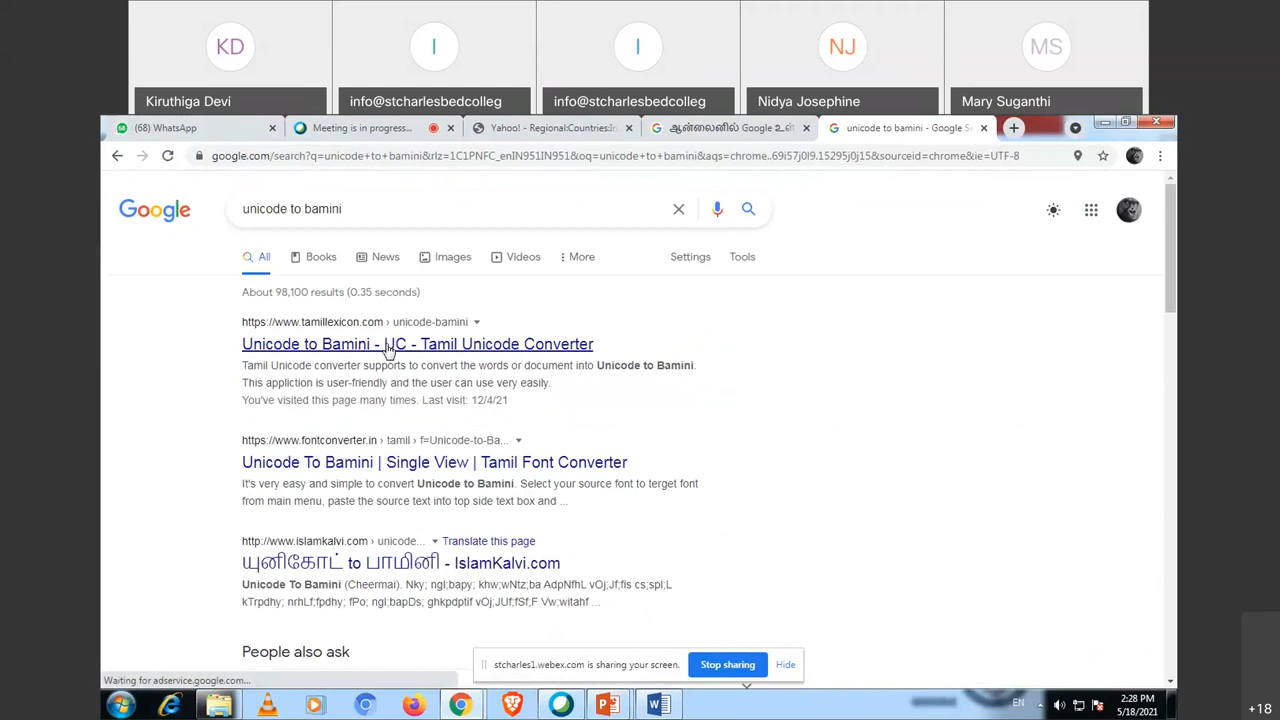 KD
I
I
NJ
MS
Kiruthiga Devi
info@stcharlesbedcolleg
info@stcharlesbedcolleg
Nidya Josephine
Mary Suganthi
(68) WhatsApp
Meeting is in progress...
Yahoo! - Regional:Countries:In
ஆன்லைனில் Google உள்
unicode to bamini - Google Se
google.com/search?q=unicode+to+bamini&rlz=1C1PNFC_enIN951IN951&oq=unicode+to+bamini&aqs=chrome..69i57j0l9.15295j0j15&sourceid=chrome&ie=UTF-8
Google
unicode to bamini
All
Books
News
Images
Videos
More
Settings
Tools
About 98,100 results (0.35 seconds)
https://www.tamillexicon.com › unicode-bamini
Unicode to Bamini - UC - Tamil Unicode Converter
Tamil Unicode converter supports to convert the words or document into Unicode to Bamini.
This appliction is user-friendly and the user can use very easily.
You've visited this page many times. Last visit: 12/4/21
https://www.fontconverter.in › tamil › f=Unicode-to-Ba...
Unicode To Bamini | Single View | Tamil Font Converter
It's very easy and simple to convert Unicode to Bamini. Select your source font to terget font
from main menu, paste the source text into top side text box and ...
http://www.islamkalvi.com › unicode... Translate this page
யுனிகோட் to பாமினி - IslamKalvi.com
Unicode To Bamini (Cheermai). Nky; ngl;bapy; khw;wNtz;ba AdpNfhL vOj;Jf;fis cs;spl;L
kTrpdhy; nrhLf;fpdhy; fPo; ngl;bapDs; ghkpdptif vOj;JUf;fSf;F Vw;witahf ...
People also ask
stcharles1.webex.com is sharing your screen.
Stop sharing
Hide
Waiting for adservice.google.com...
EN
2:28 PM
5/18/2021
+18